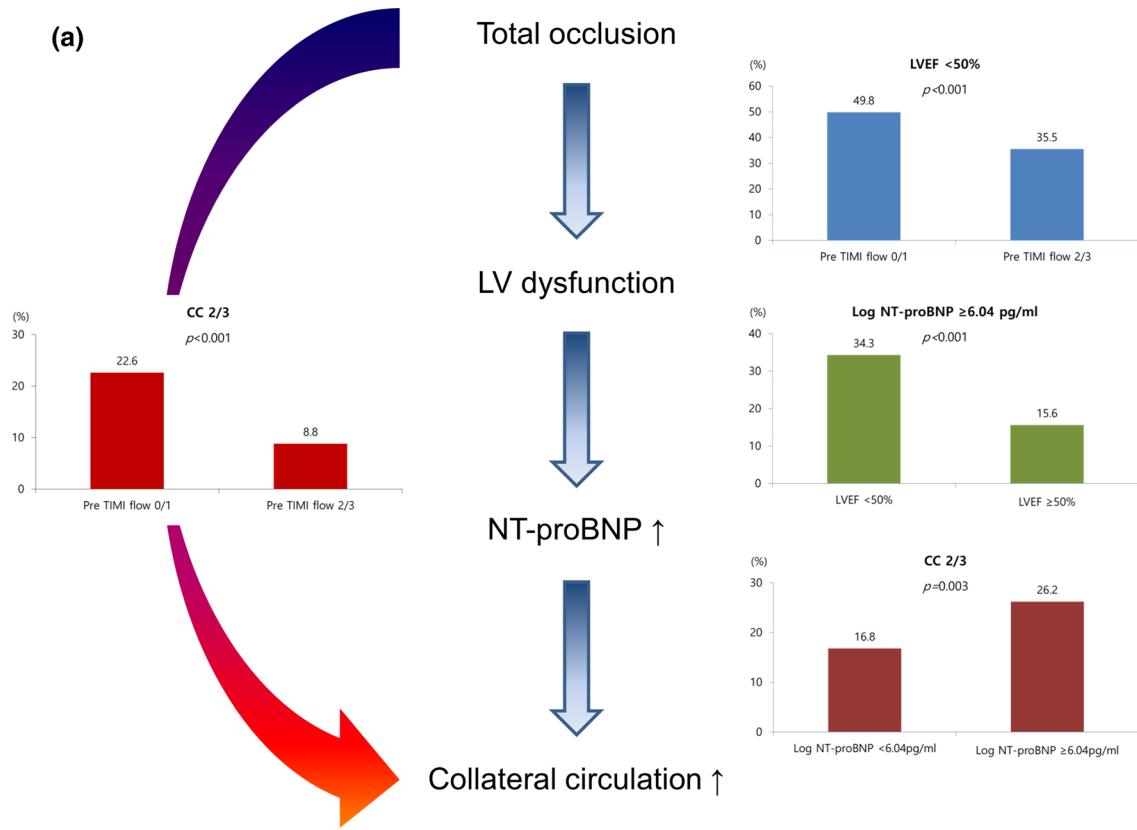 (a)
Total occlusion
LV dysfunction
NT-proBNP ↑
Collateral circulation ↑
CC 2/3
(%)
p<0.001
30
20
10
0
22.6
8.8
Pre TIMI flow 0/1
Pre TIMI flow 2/3
LVEF <50%
(%)
p<0.001
60
50
40
30
20
10
0
49.8
35.5
Pre TIMI flow 0/1
Pre TIMI flow 2/3
Log NT-proBNP ≥6.04 pg/ml
(%)
p<0.001
40
30
20
10
0
34.3
15.6
LVEF <50%
LVEF ≥50%
CC 2/3
(%)
p=0.003
30
20
10
0
16.8
26.2
Log NT-proBNP <6.04pg/ml
Log NT-proBNP ≥6.04pg/ml